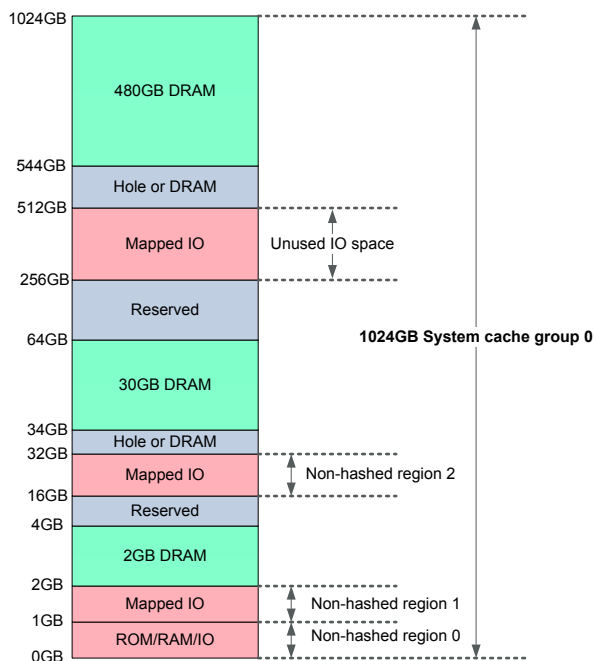 1024GB
480GB DRAM
544GB
Hole or DRAM
512GB
Mapped IO
Unused IO space
256GB
Reserved
64GB
1024GB System cache group 0
30GB DRAM
34GB
Hole or DRAM
32GB
Mapped IO
Non-hashed region 2
16GB
Reserved
4GB
2GB DRAM
2GB
Mapped IO
Non-hashed region 1
1GB
ROM/RAM/IO
Non-hashed region 0
0GB